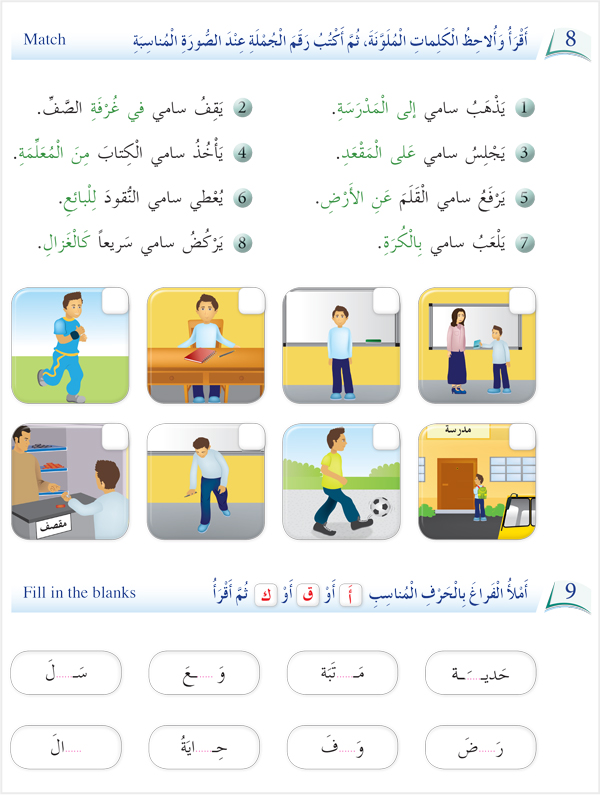 8 أَقْرَأُ وَأُلاحِظُ الْكَلِماتِ الْمُلَوَّنَةَ، ثُمَّ أَكْتُبُ رَقَمَ الْجُمْلَةِ عِنْدَ الصُّورَةِ الْمُناسِبَةِ Match
1 يَذْهَبُ سامي إِلى الْمَدْرَسَةِ. 2 يَقِفُ سامي في غُرْفَةِ الصَّفِّ.
3 يَجْلِسُ سامي عَلى الْمَقْعَدِ. 4 يَأْخُذُ سامي الْكِتابَ مِنَ الْمُعَلِّمَةِ.
5 يَرْفَعُ سامي الْقَلَمَ عَنِ الأَرْضِ. 6 يُعْطي سامي النُّقودَ لِلْبائِعِ.
7 يَلْعَبُ سامي بِالْكُرَةِ. 8 يَرْكُضُ سامي سَريعاً كَالْغَزالِ.
مدرسة
مقصف
9 أَمْلأُ الْفَراغَ بِالْحَرْفِ الْمُناسِبِ أ أَوْ ق أَوْ ك ثُمَّ أَقْرَأُ Fill in the blanks
حَديـ.....ـَـة مَـ.....تَبَة وَ.....ـعَ سَـ.....لَ
رَ.....ضَ وَ.....فَ حِـ.....ايَةُ .....الَ